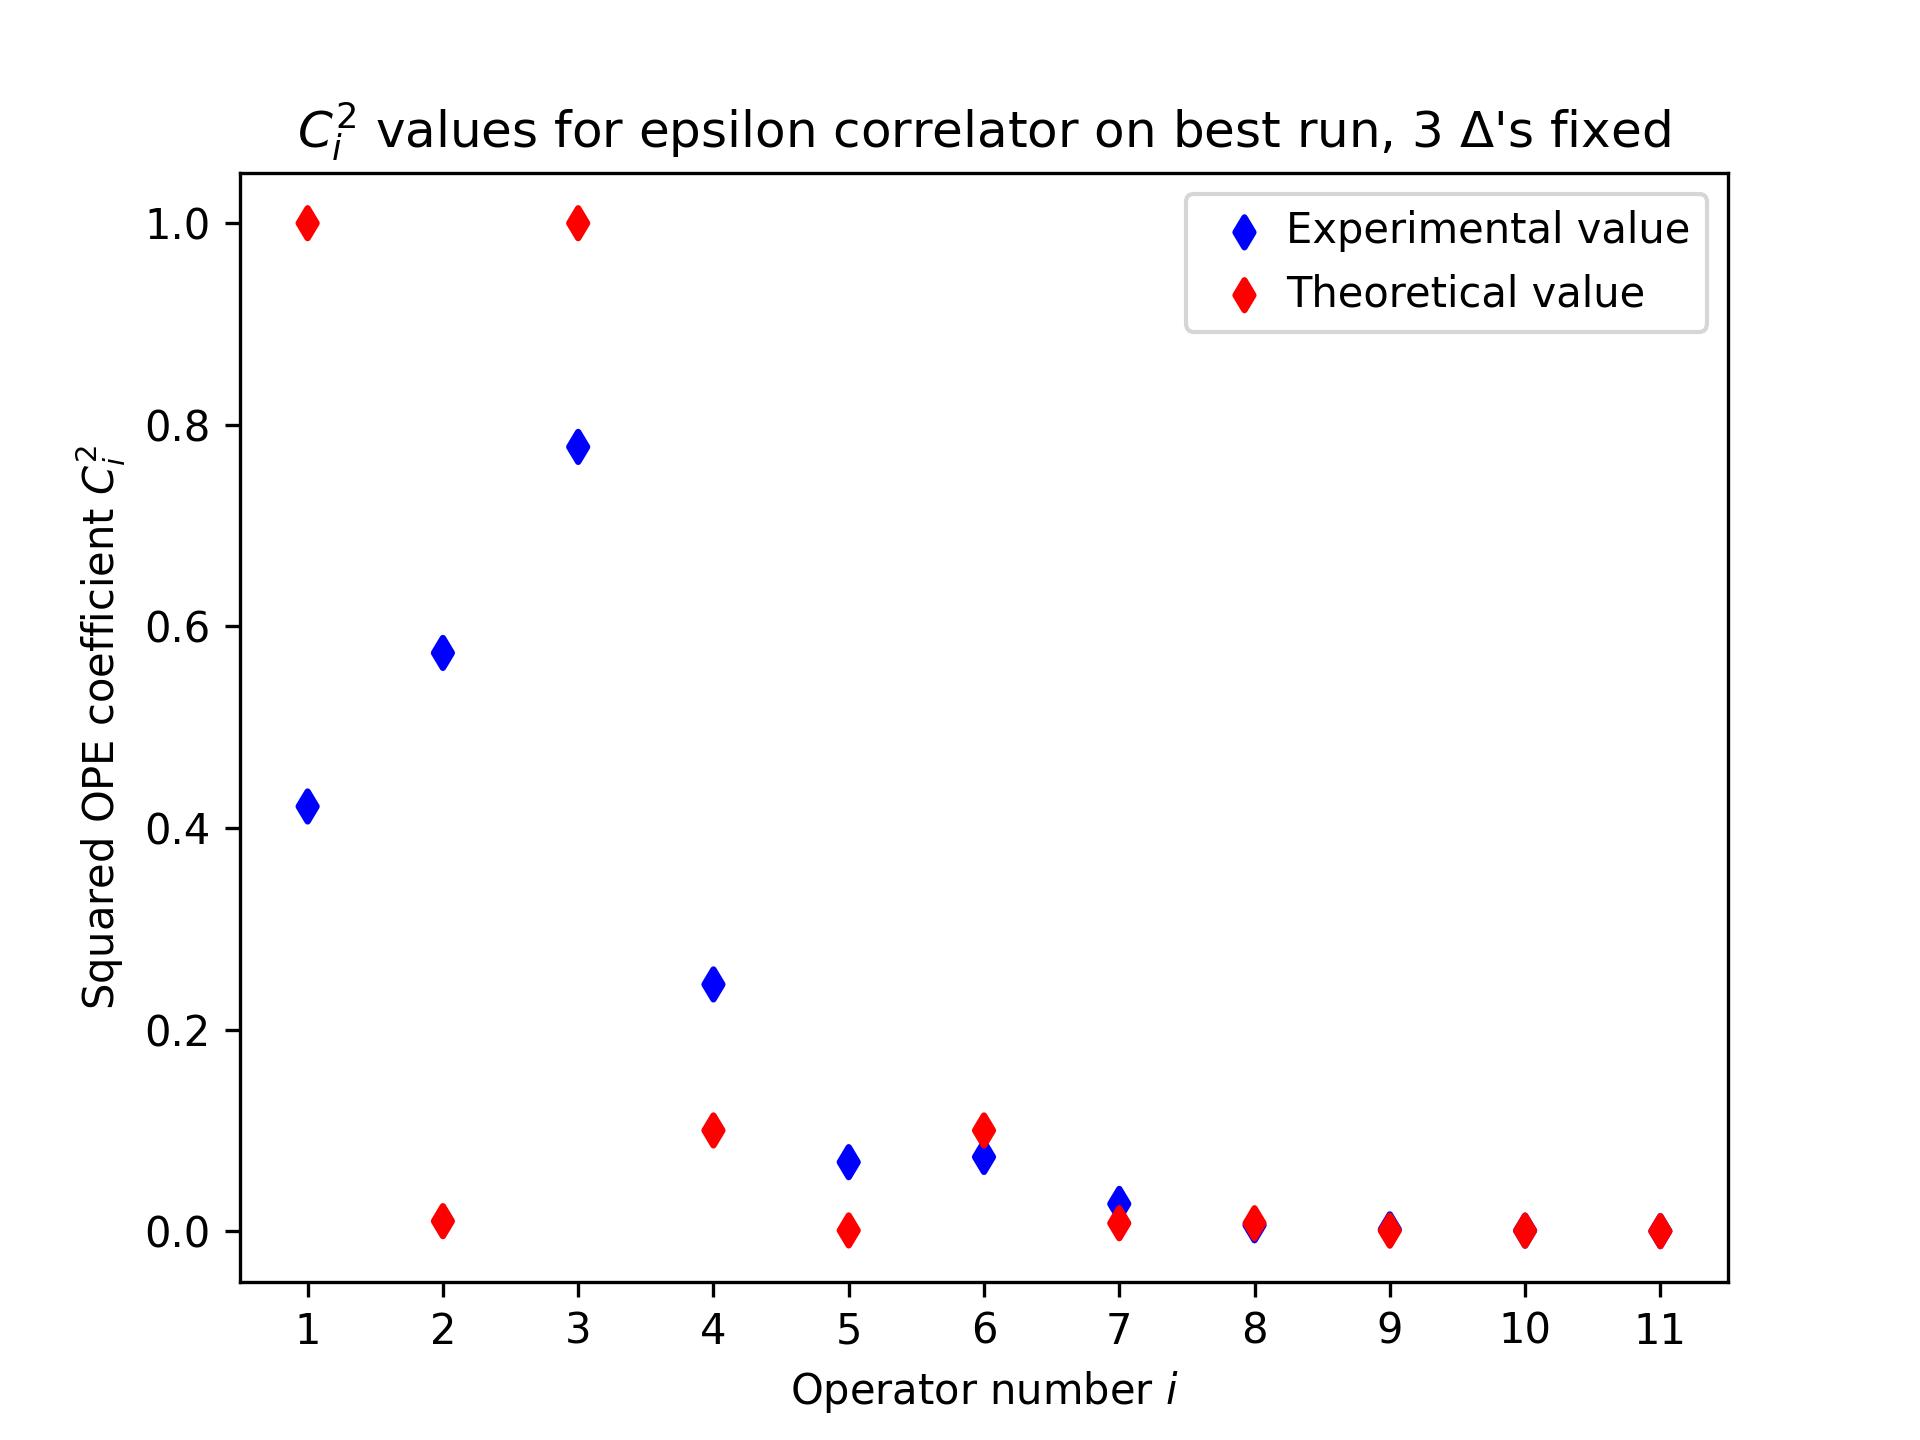 C_i^2 values for epsilon correlator on best run, 3 Δ's fixed
Experimental value
Theoretical value
Squared OPE coefficient C_i^2
1.0
0.8
0.6
0.4
0.2
0.0
1 2 3 4 5 6 7 8 9 10 11
Operator number i